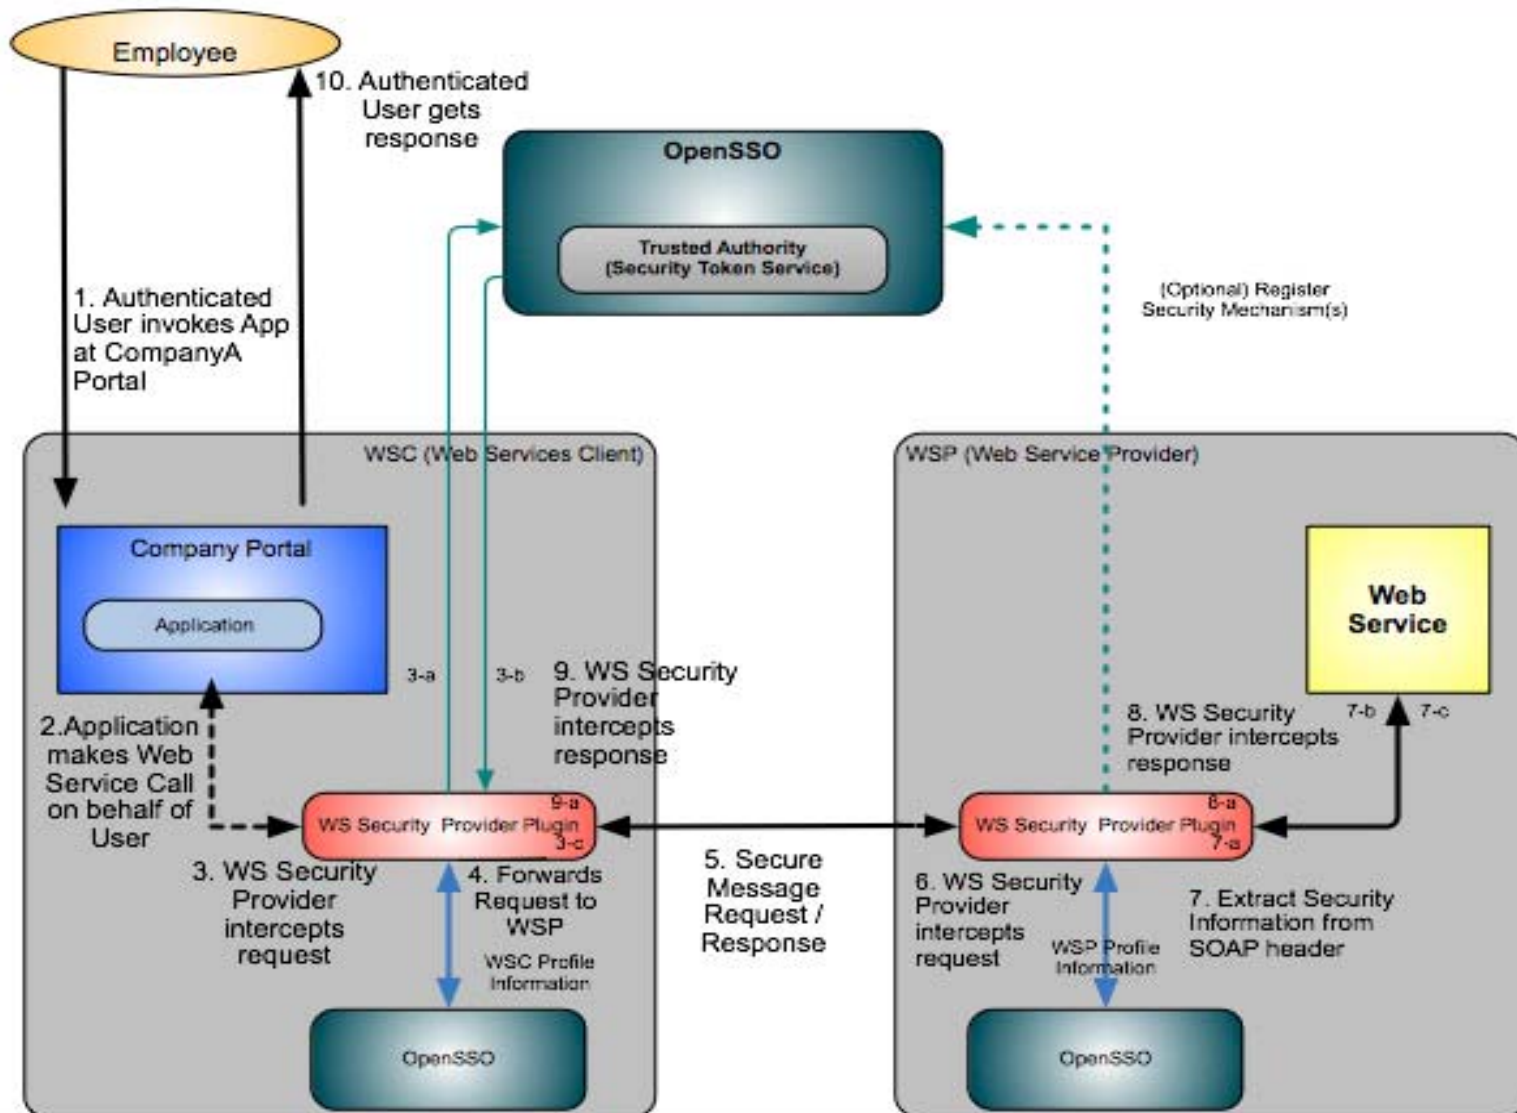 Employee
10. Authenticated
User gets
response
OpenSSO
Trusted Authority
(Security Token Service)
1. Authenticated
User invokes App
at CompanyA
Portal
(Optional) Register
Security Mechanism(s)
WSC (Web Services Client)
WSP (Web Service Provider)
Company Portal
Application
Web
Service
3-a
3-b
9. WS Security
Provider
intercepts
response
7-b
7-c
8. WS Security
Provider intercepts
response
2.Application
makes Web
Service Call
on behalf of
User
9-a
WS Security Provider Plugin
3-c
8-a
WS Security Provider Plugin
7-a
3. WS Security
Provider
intercepts
request
4. Forwards
Request to
WSP
5. Secure
Message
Request /
Response
6. WS Security
Provider
intercepts
request
7. Extract Security
Information from
SOAP header
WSC Profile
Information
WSP Profile
Information
OpenSSO
OpenSSO